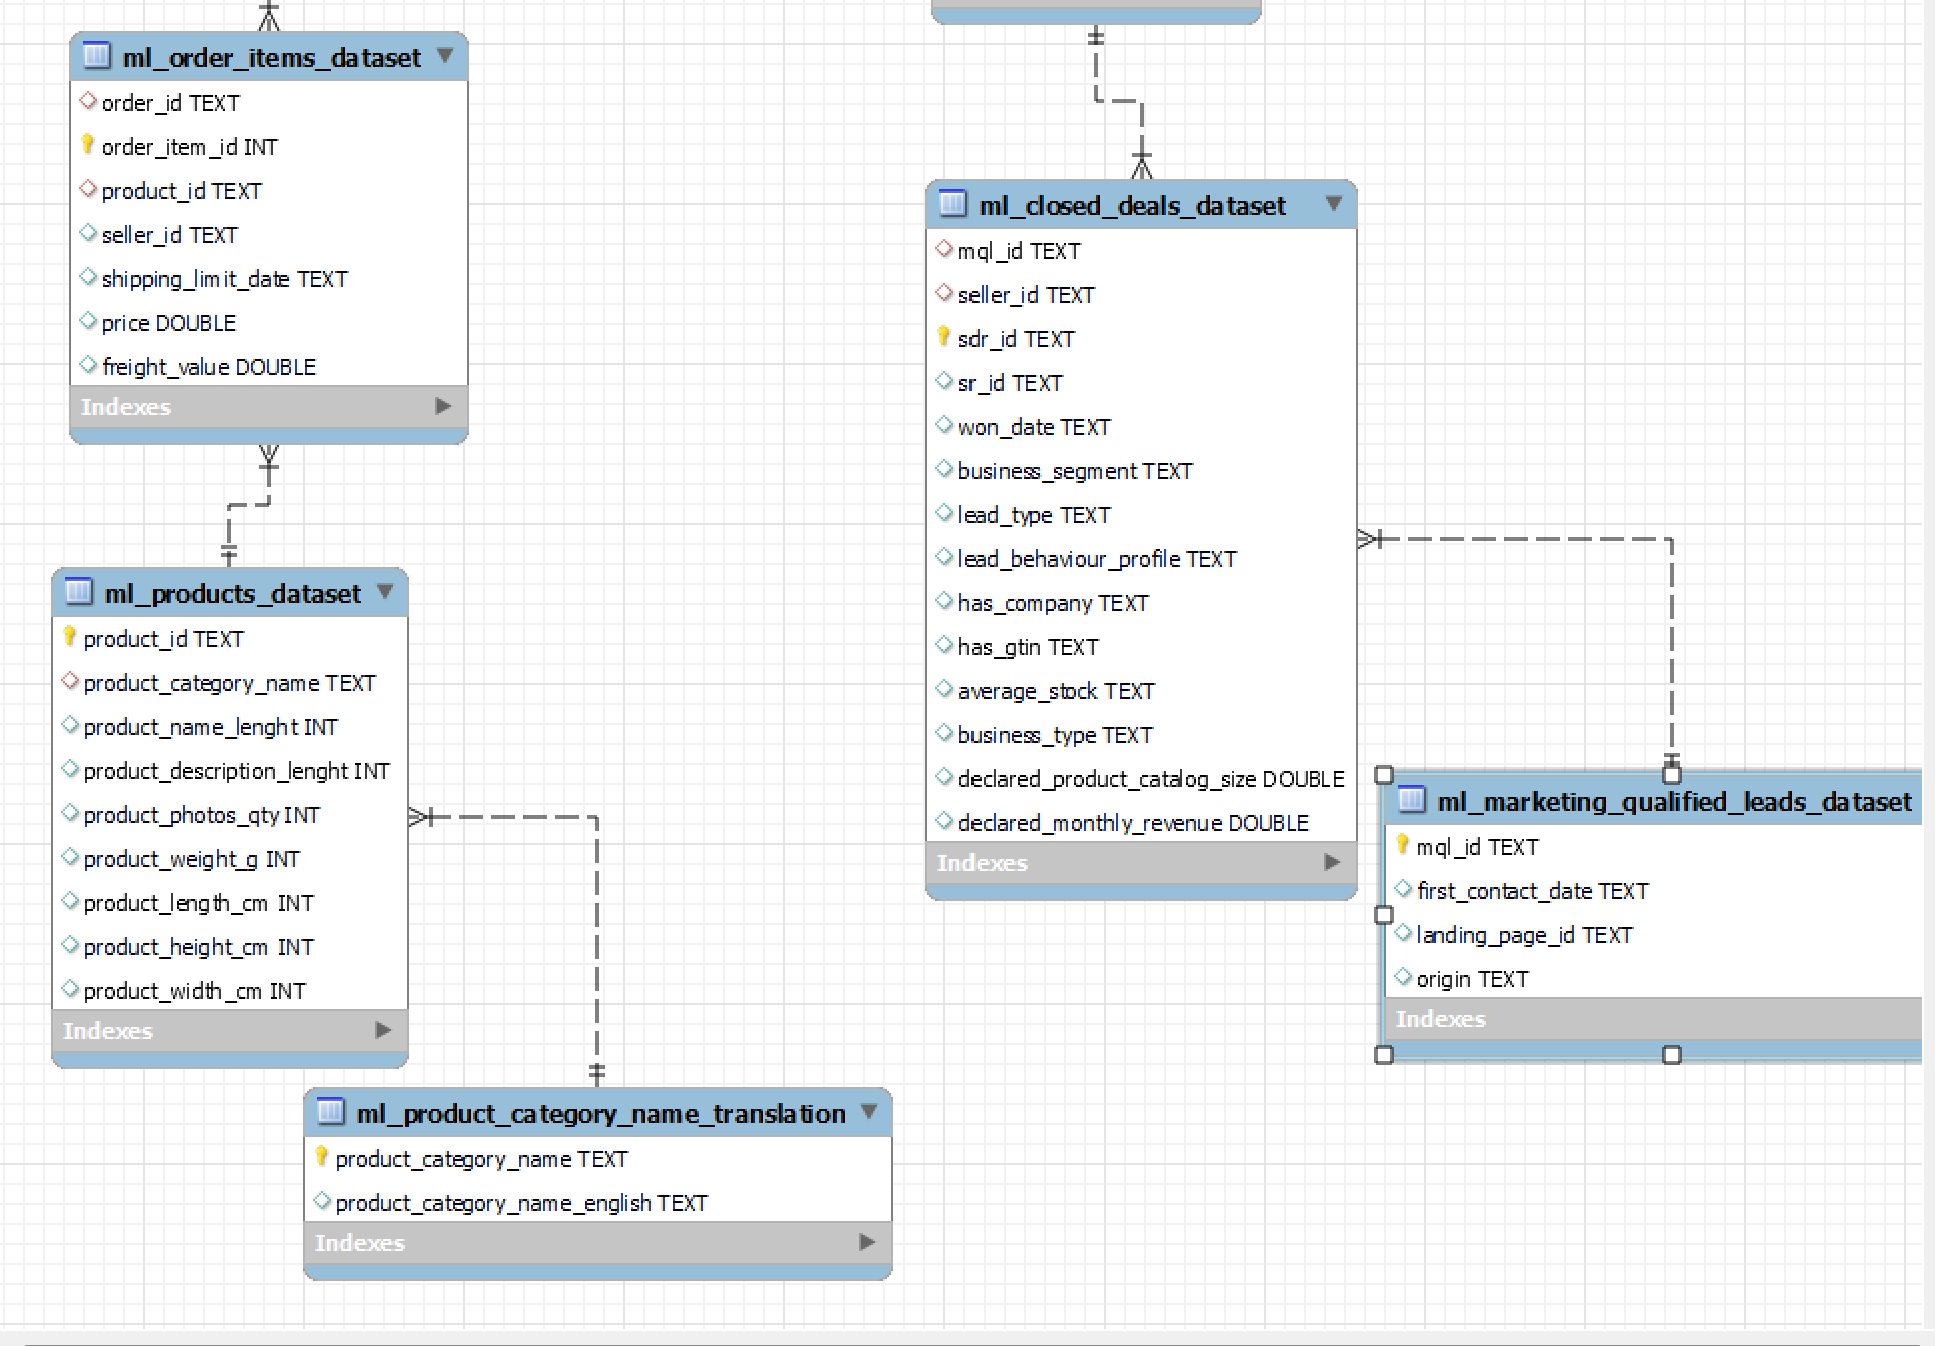 ml_order_items_dataset
order_id TEXT
order_item_id INT
product_id TEXT
seller_id TEXT
shipping_limit_date TEXT
price DOUBLE
freight_value DOUBLE
Indexes
ml_products_dataset
product_id TEXT
product_category_name TEXT
product_name_lenght INT
product_description_lenght INT
product_photos_qty INT
product_weight_g INT
product_length_cm INT
product_height_cm INT
product_width_cm INT
Indexes
ml_product_category_name_translation
product_category_name TEXT
product_category_name_english TEXT
Indexes
ml_closed_deals_dataset
mql_id TEXT
seller_id TEXT
sdr_id TEXT
sr_id TEXT
won_date TEXT
business_segment TEXT
lead_type TEXT
lead_behaviour_profile TEXT
has_company TEXT
has_gtin TEXT
average_stock TEXT
business_type TEXT
declared_product_catalog_size DOUBLE
declared_monthly_revenue DOUBLE
Indexes
ml_marketing_qualified_leads_dataset
mql_id TEXT
first_contact_date TEXT
landing_page_id TEXT
origin TEXT
Indexes